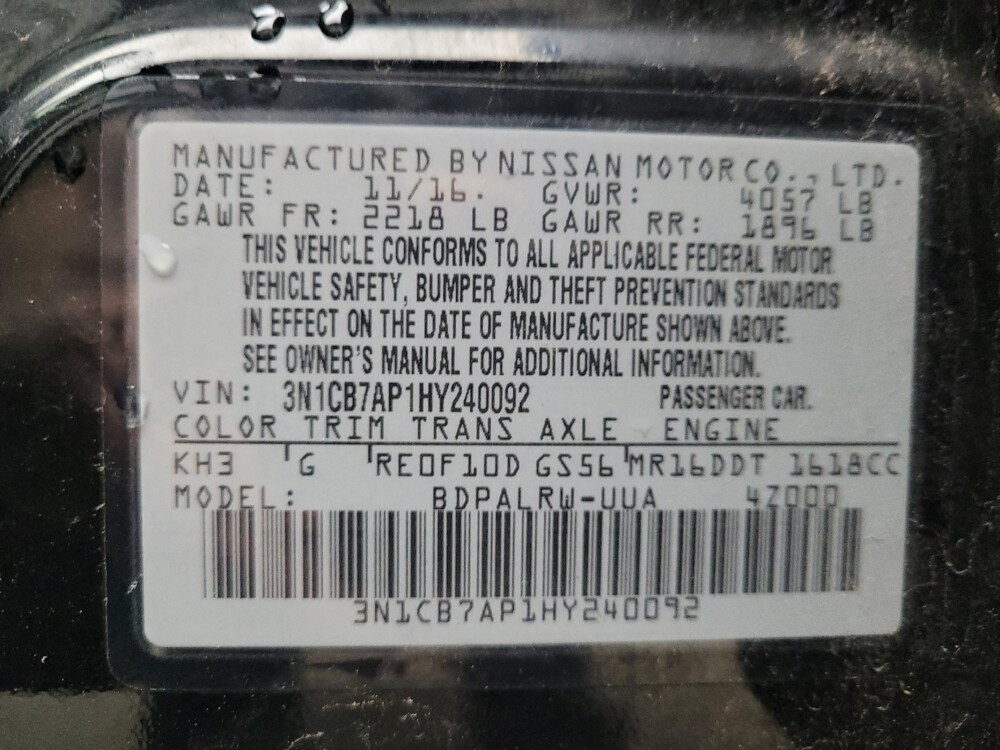 MANUFACTURED BY NISSAN MOTOR CO., LTD.
DATE: 11/16. GVWR: 4057 LB
GAWR FR: 2218 LB GAWR RR: 1896 LB
THIS VEHICLE CONFORMS TO ALL APPLICABLE FEDERAL MOTOR
VEHICLE SAFETY, BUMPER AND THEFT PREVENTION STANDARDS
IN EFFECT ON THE DATE OF MANUFACTURE SHOWN ABOVE.
SEE OWNER'S MANUAL FOR ADDITIONAL INFORMATION.
VIN: 3N1CB7AP1HY240092 PASSENGER CAR.
COLOR TRIM TRANS AXLE ENGINE
KH3 G RE0F10D GS56 MR16DDT 1618CC
MODEL: BDPALRW-UUA 4Z000
3N1CB7AP1HY240092